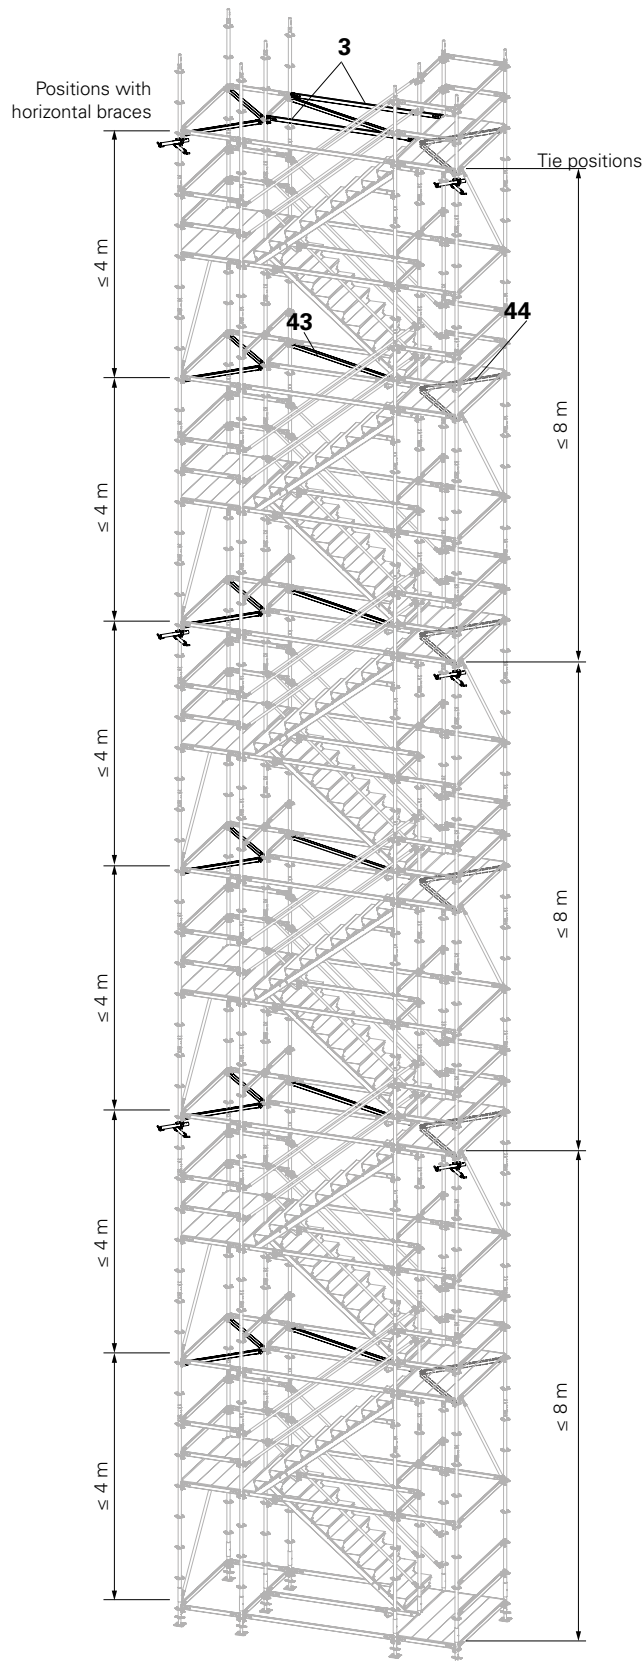 3
Positions with
horizontal braces
Tie positions
≤ 4 m
43
44
≤ 8 m
≤ 4 m
≤ 4 m
≤ 8 m
≤ 4 m
≤ 4 m
≤ 8 m
≤ 4 m